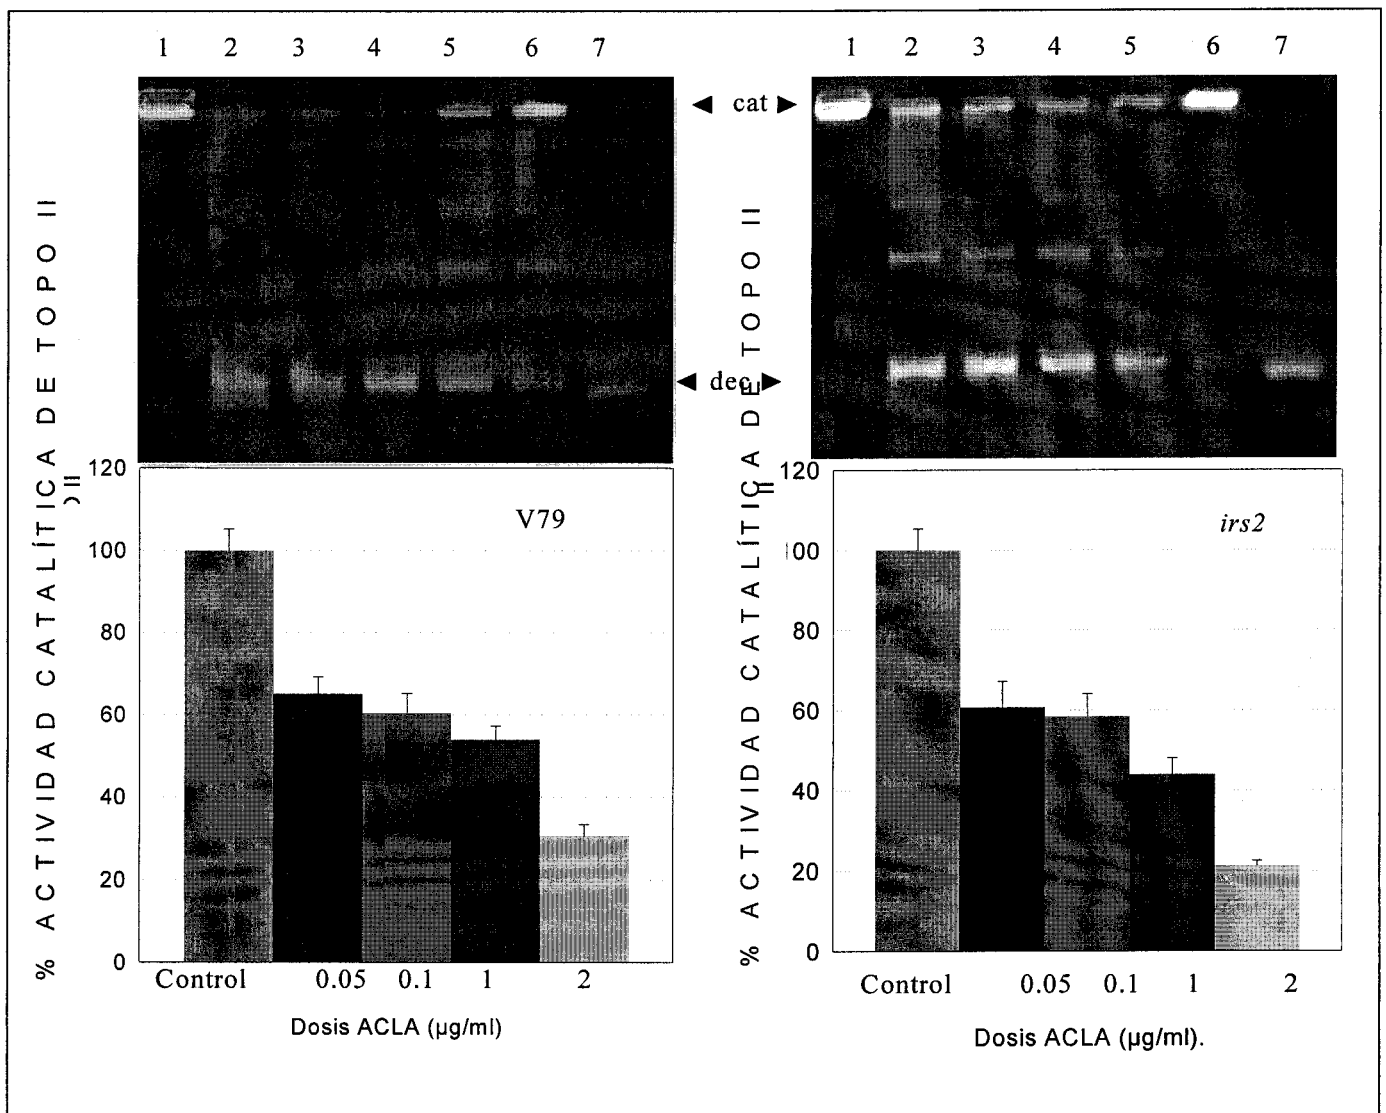 1 2 3 4 5 6 7
1 2 3 4 5 6 7
◄ cat ►
◄ dec ►
% ACTIVIDAD CATALÍTICA DE TOPO II
% ACTIVIDAD CATALÍTICA DE TOPO II
120
100
80
60
40
20
0
V79
Control 0.05 0.1 1 2
Dosis ACLA (µg/ml)
120
100
80
60
40
20
0
irs2
Control 0.05 0.1 1 2
Dosis ACLA (µg/ml).